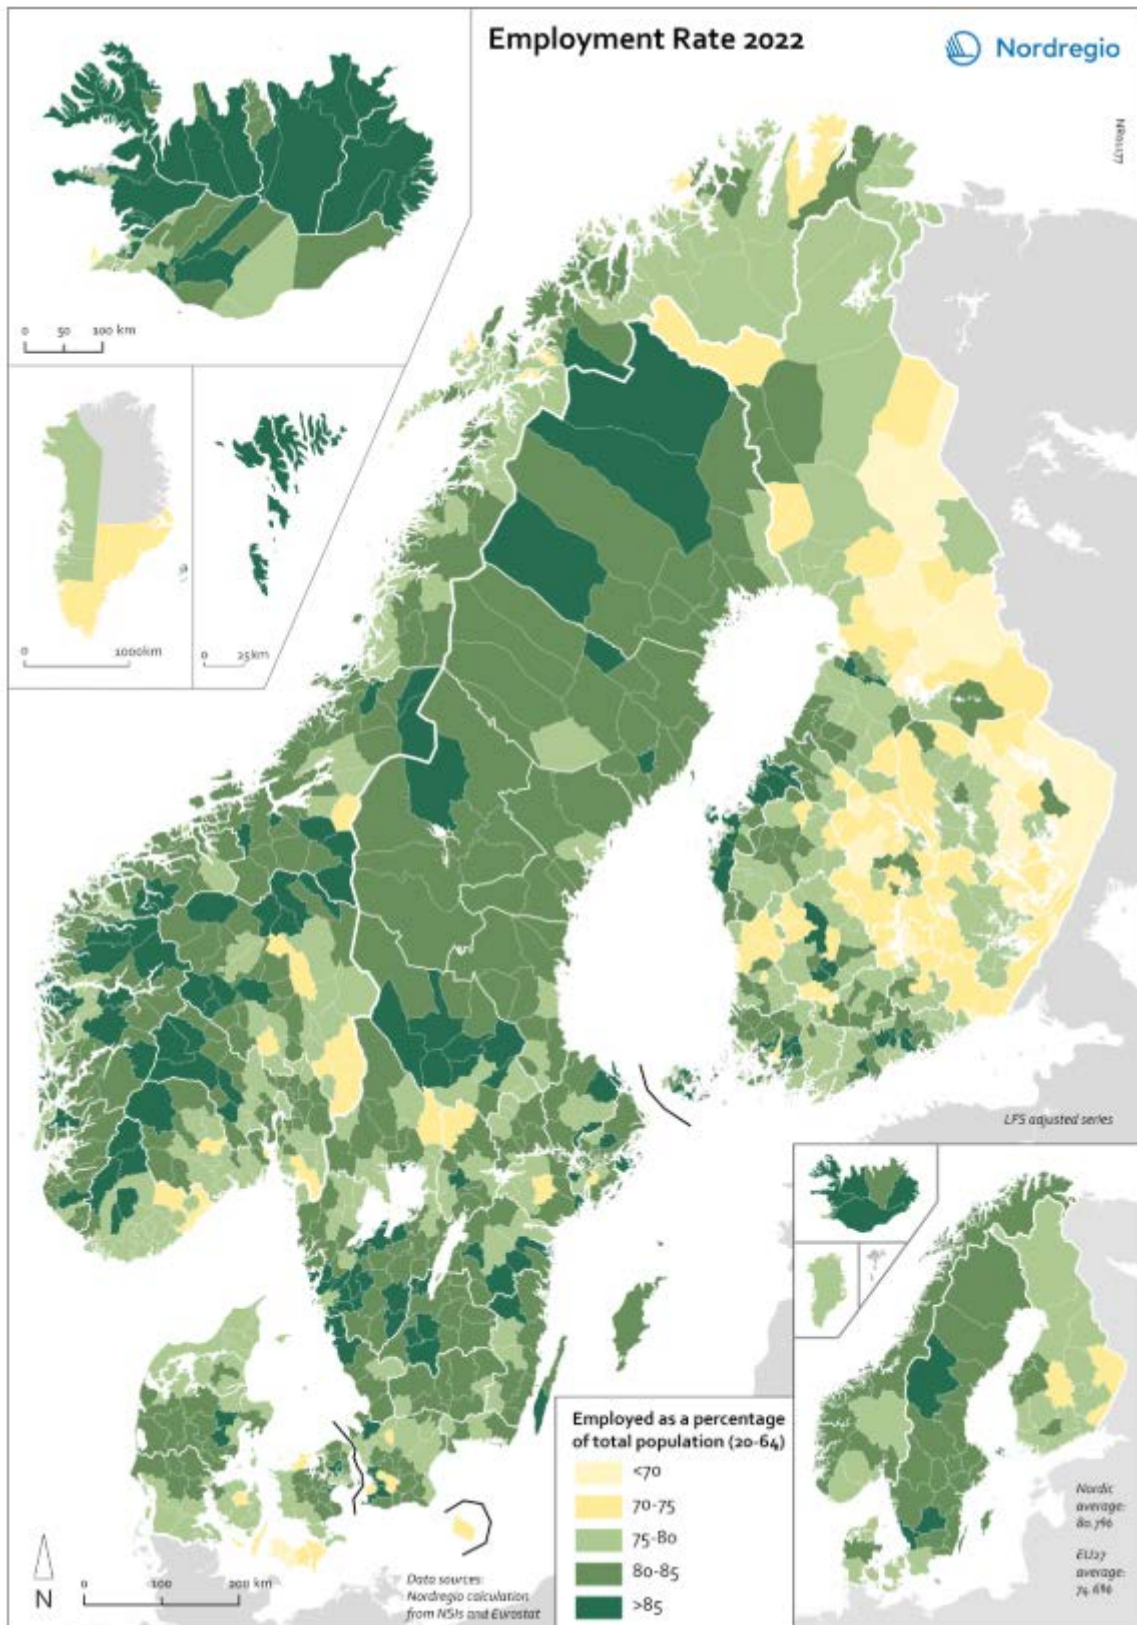 Employment Rate 2022
Nordregio
NR01177
0 50 100 km
0 1000km
0 25km
LFS adjusted series
Employed as a percentage
of total population (20-64)
<70
70-75
75-80
80-85
>85
Nordic
average:
80.7%
EU27
average:
74.6%
N
0 100 200 km
Data sources:
Nordregio calculation
from NSIs and Eurostat